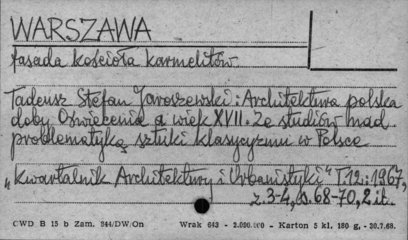 WARSZAWA
fasada kościoła karmelitów
Tadeusz Stefan Jaroszewski: Architektura polska
doby Oświecenia a wiek XVII. Ze studiów nad
problematyką sztuki klasycyzmu w Polsce
„Kwartalnik Architektury i Urbanistyki" T.12:1967,
z.3-4, s.68-70, 2 il.
CWD B 15 b Zam. 844/DW/On Wrak 643 - 2.000.000 - Karton 5 kl. 180 g, - 30.7.68.